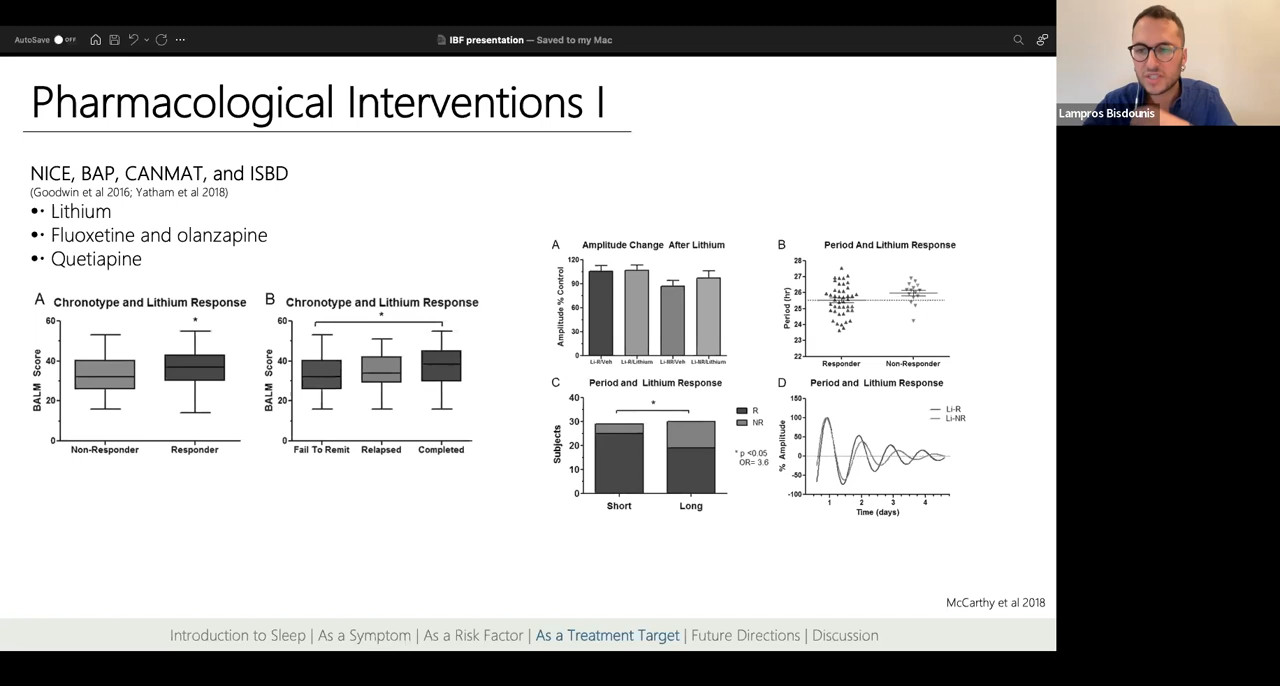 AutoSave OFF
IBF presentation — Saved to my Mac
Lampros Bisdounis
Pharmacological Interventions I
NICE, BAP, CANMAT, and ISBD
(Goodwin et al 2016; Yatham et al 2018)
•· Lithium
•· Fluoxetine and olanzapine
•· Quetiapine
A Chronotype and Lithium Response
BALM Score
60
*
40
20
0
Non-Responder Responder
B Chronotype and Lithium Response
BALM Score
60
*
40
20
0
Fail To Remit Relapsed Completed
A Amplitude Change After Lithium
Amplitude % Control
120
90
60
30
0
Li-R/Veh Li-R/Lithium Li-NR/Veh Li-NR/Lithium
B Period And Lithium Response
Period (hr)
28
27
26
25
24
23
22
Responder Non-Responder
C Period and Lithium Response
Subjects
40
*
30
20
10
0
Short Long
R
NR
* p <0.05
OR= 3.6
D Period and Lithium Response
% Amplitude
150
100
50
0
-50
-100
1 2 3 4
Time (days)
Li-R
Li-NR
McCarthy et al 2018
Introduction to Sleep | As a Symptom | As a Risk Factor | As a Treatment Target | Future Directions | Discussion